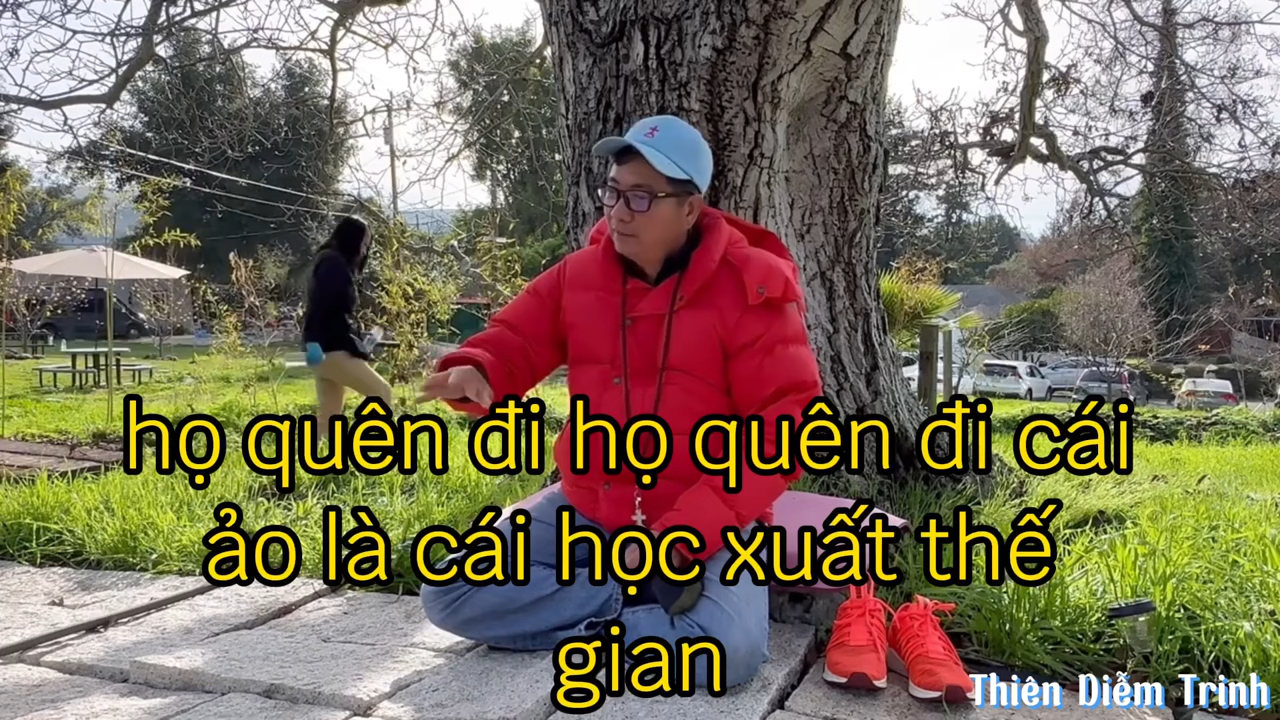 họ quên đi họ quên đi cái
ảo là cái học xuất thế
gian
Thiên Diễm Trinh